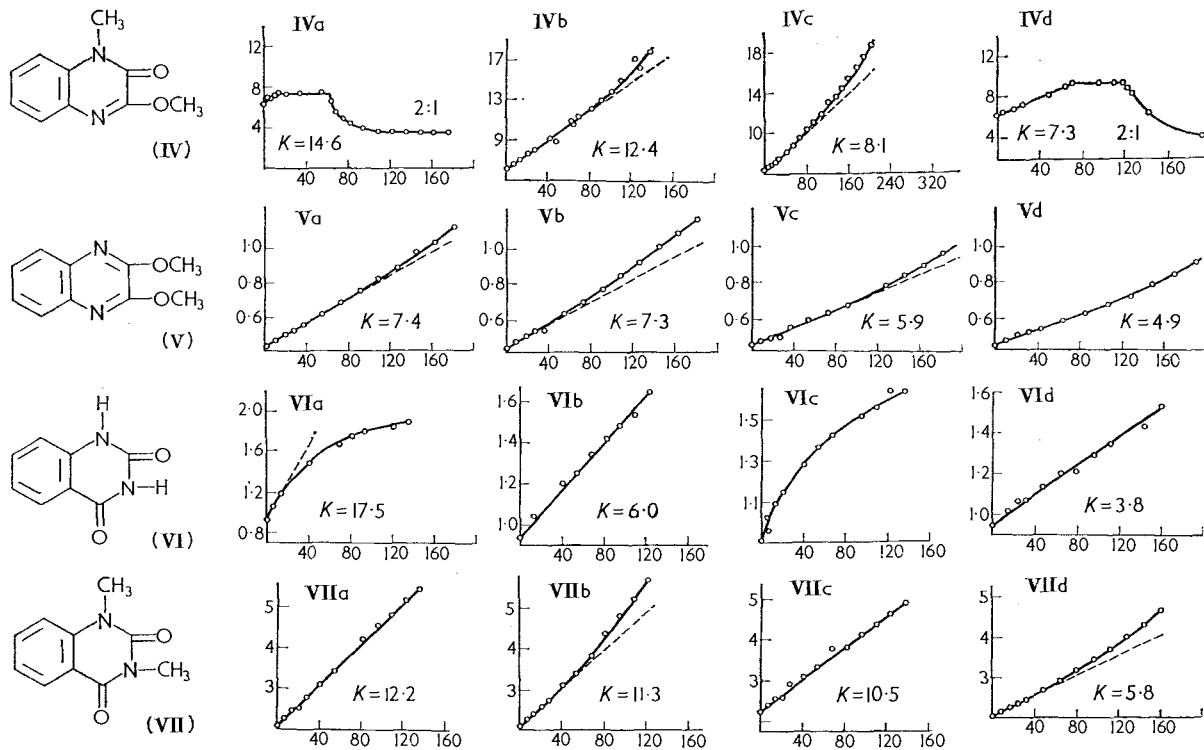 CH₃
N
=O
N
-OCH₃
(IV)
IVa
12
8
4
K=14·6
2:1
40 80 120 160
IVb
17
13
9
K=12·4
40 80 120 160
IVc
18
14
10
K=8·1
80 160 240 320
IVd
12
8
4
K=7·3
2:1
40 80 120 160
N
-OCH₃
N
-OCH₃
(V)
Va
1·0
0·8
0·6
K=7·4
40 80 120 160
Vb
1·0
0·8
0·6
K=7·3
40 80 120 160
Vc
1·0
0·8
0·6
K=5·9
40 80 120 160
Vd
1·0
0·8
0·6
K=4·9
40 80 120 160
H
N
=O
N-H
O
(VI)
VIa
2·0
1·6
1·2
0·8
K=17·5
40 80 120 160
VIb
1·6
1·4
1·2
1·0
K=6·0
40 80 120 160
VIc
1·5
1·3
1·1
40 80 120 160
VId
1·6
1·4
1·2
1·0
K=3·8
40 80 120 160
CH₃
N
=O
N-CH₃
O
(VII)
VIIa
5
4
3
2
K=12·2
40 80 120 160
VIIb
5
4
3
K=11·3
40 80 120 160
VIIc
5
4
3
2
K=10·5
40 80 120 160
VIId
5
4
3
K=5·8
40 80 120 160